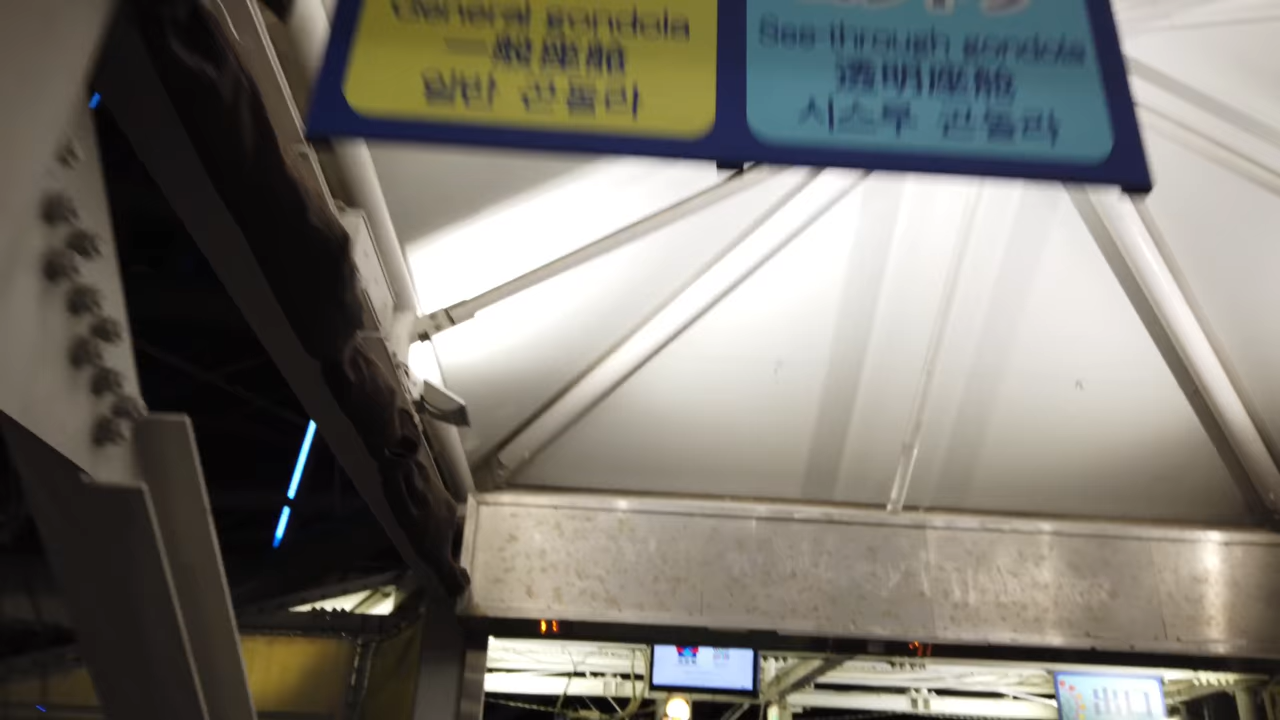 General gondola
一般座舱
일반 곤돌라
See-through gondola
透明座舱
시스루 곤돌라